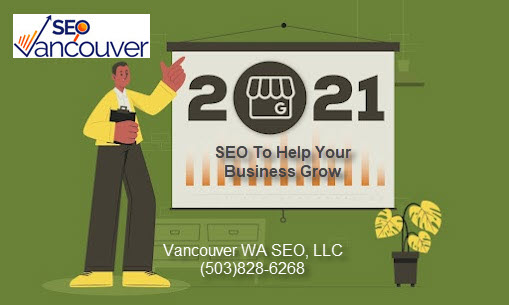 SEO
Vancouver
2021
G
SEO To Help Your
Business Grow
Vancouver WA SEO, LLC
(503)828-6268